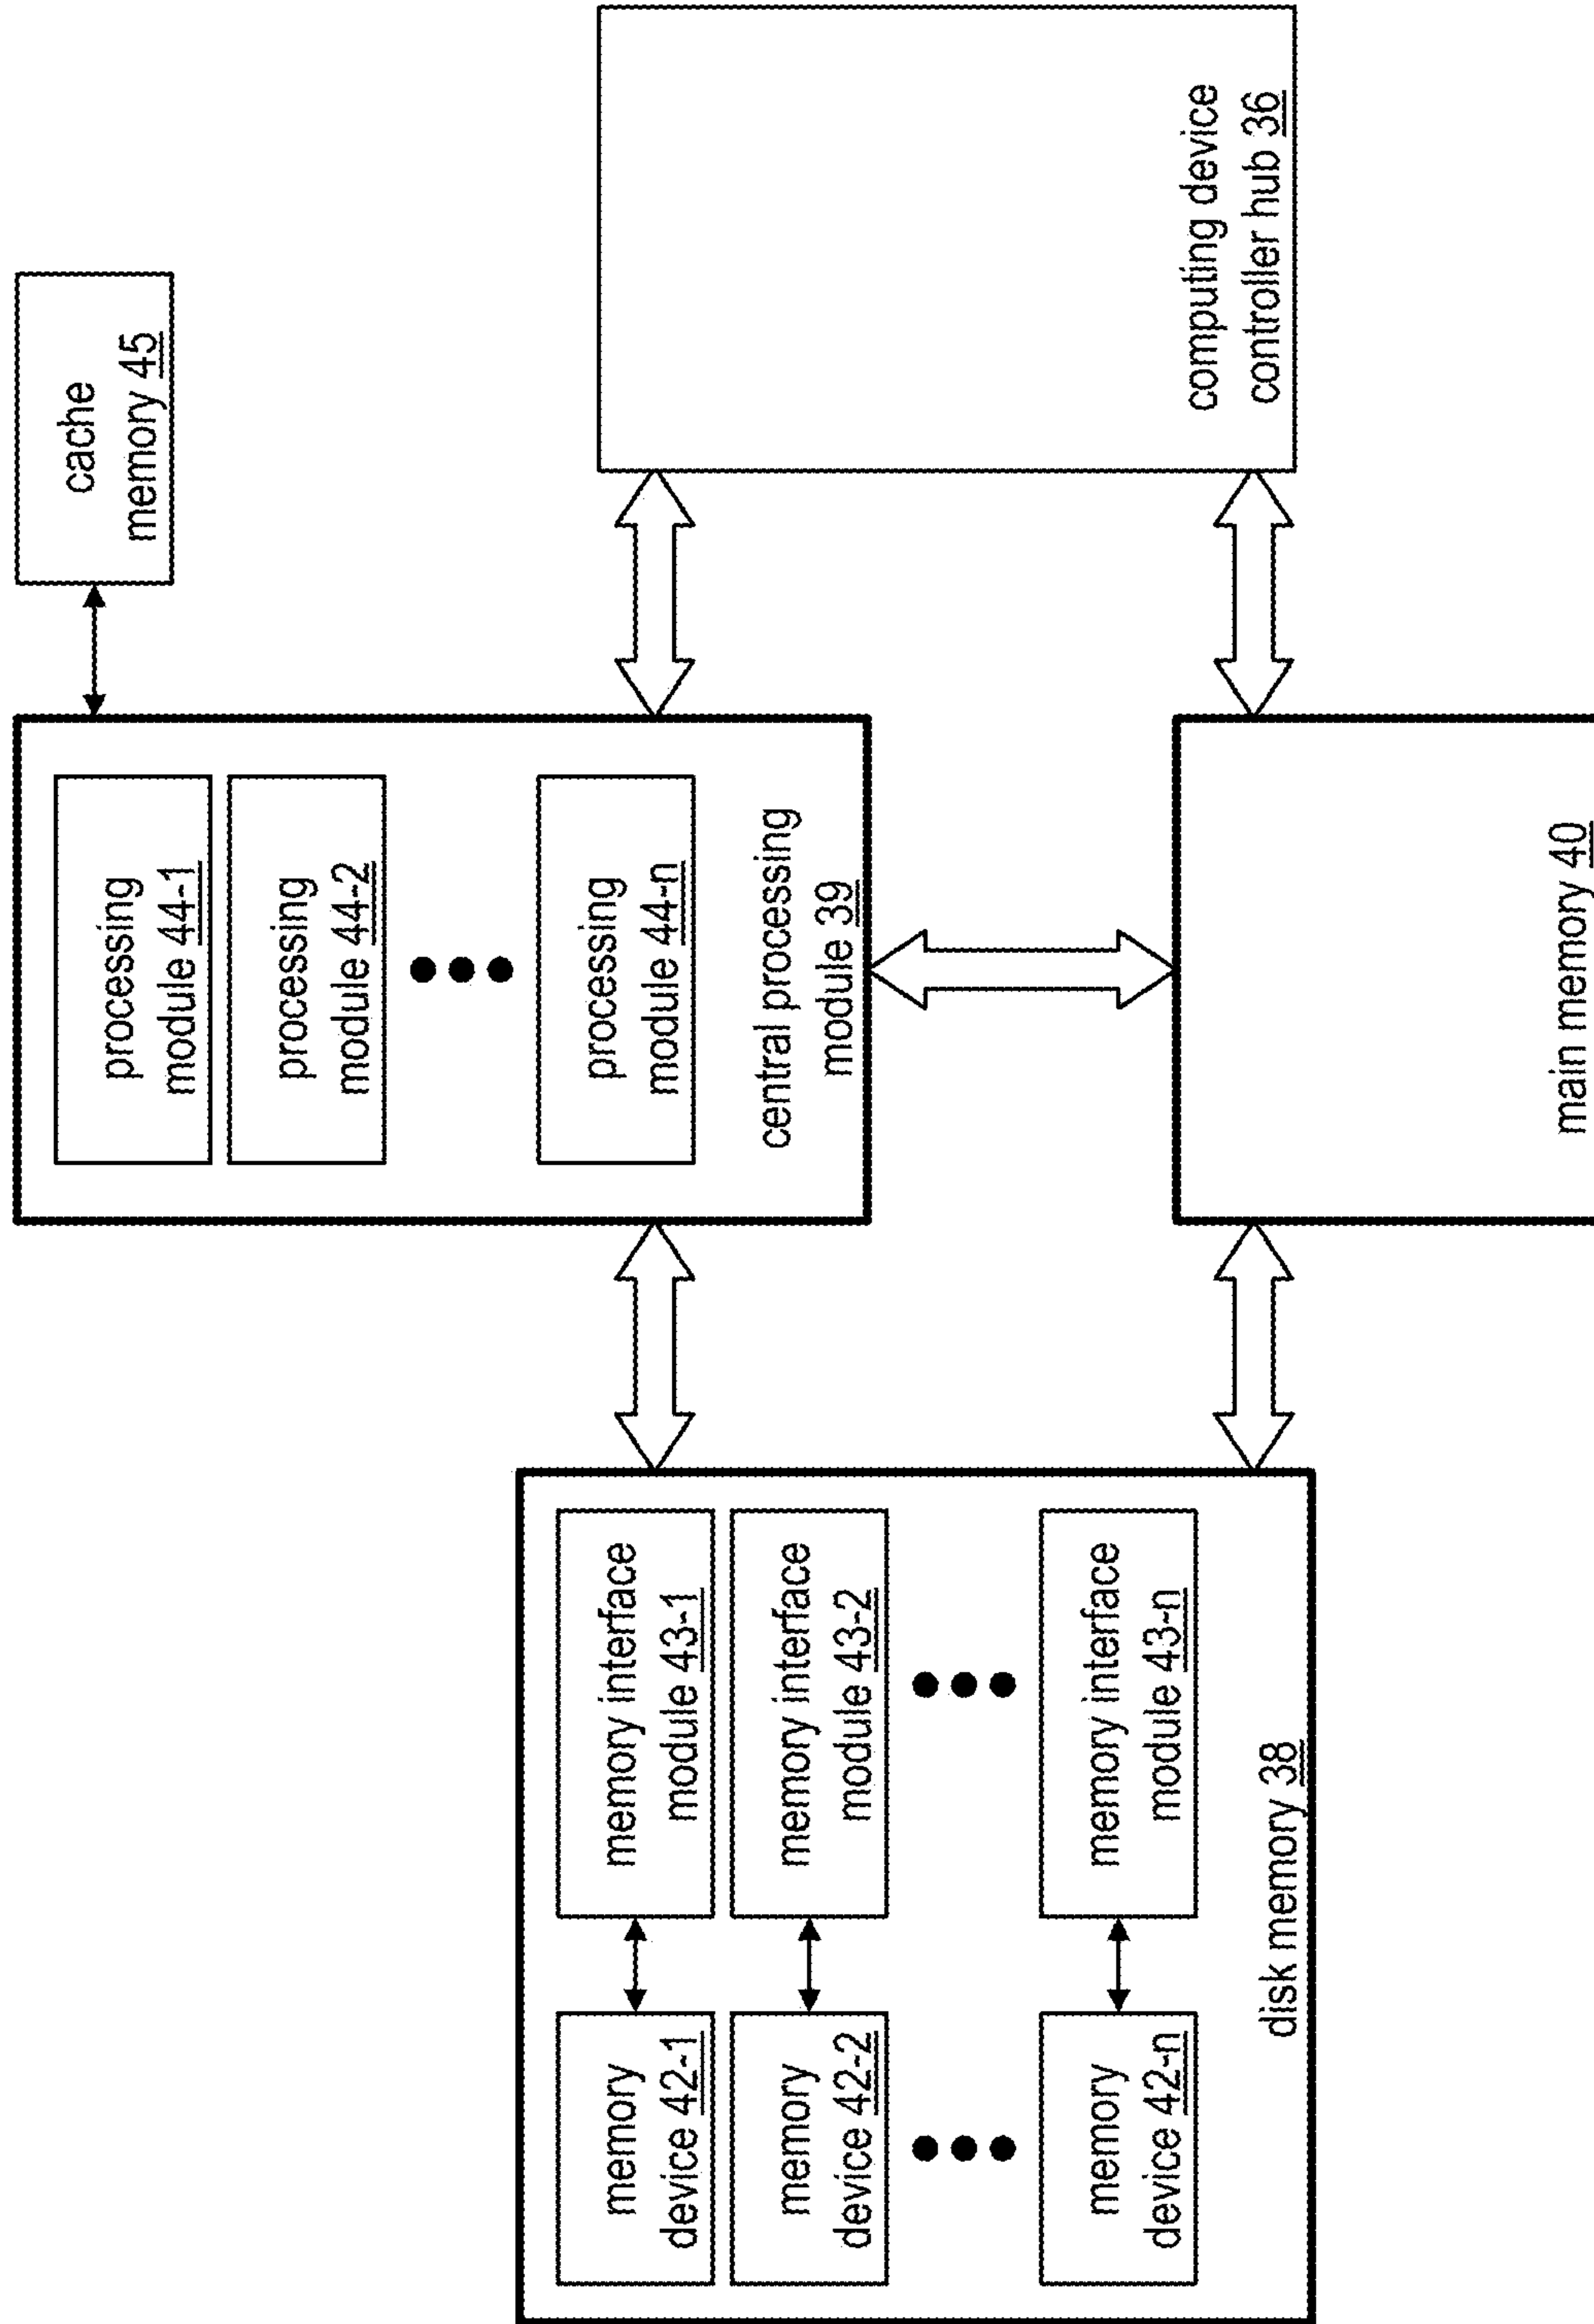 memory
device 42-1
memory interface
module 43-1
memory
device 42-2
memory interface
module 43-2
memory
device 42-n
memory interface
module 43-n
disk memory 38
processing
module 44-1
processing
module 44-2
processing
module 44-n
central processing
module 39
main memory 40
cache
memory 45
computing device
controller hub 36